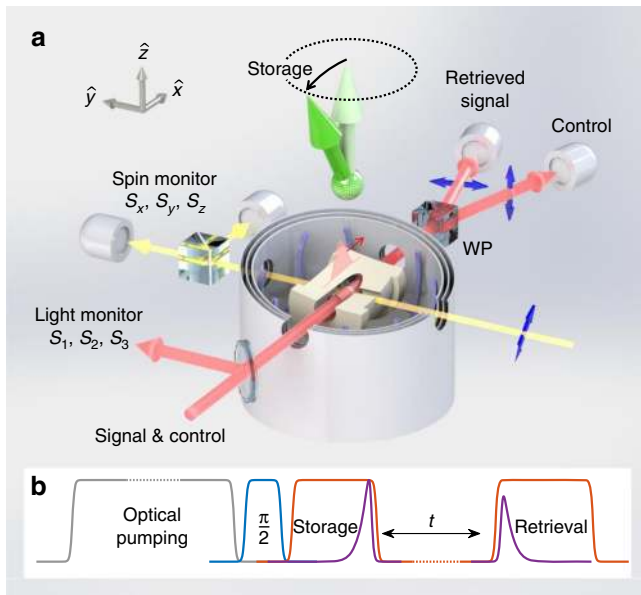 a
ẑ
ŷ
x̂
Storage
Retrieved
signal
Control
Spin monitor
Sx, Sy, Sz
WP
Light monitor
S1, S2, S3
Signal & control
b
Optical
pumping
π
2
Storage
t
Retrieval